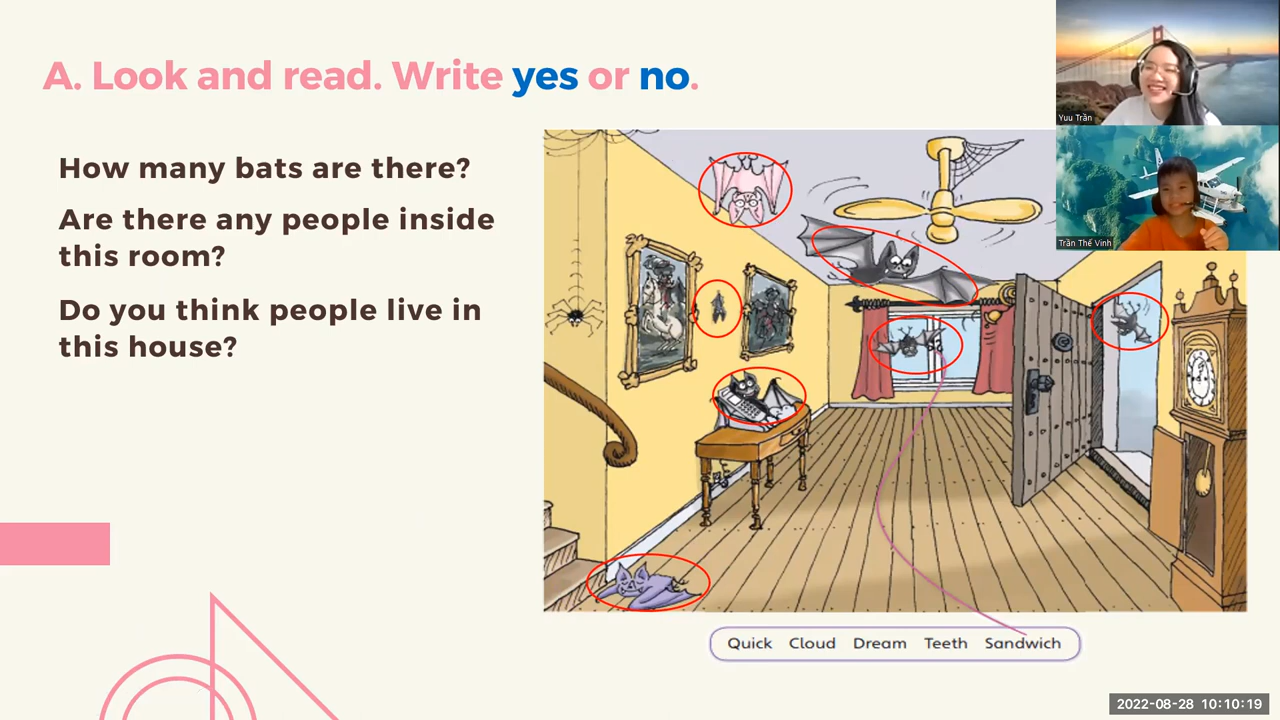 A. Look and read. Write yes or no.
How many bats are there?
Are there any people inside
this room?
Do you think people live in
this house?
Quick Cloud Dream Teeth Sandwich
Yuu Trần
Trần Thế Vinh
2022-08-28 10:10:19